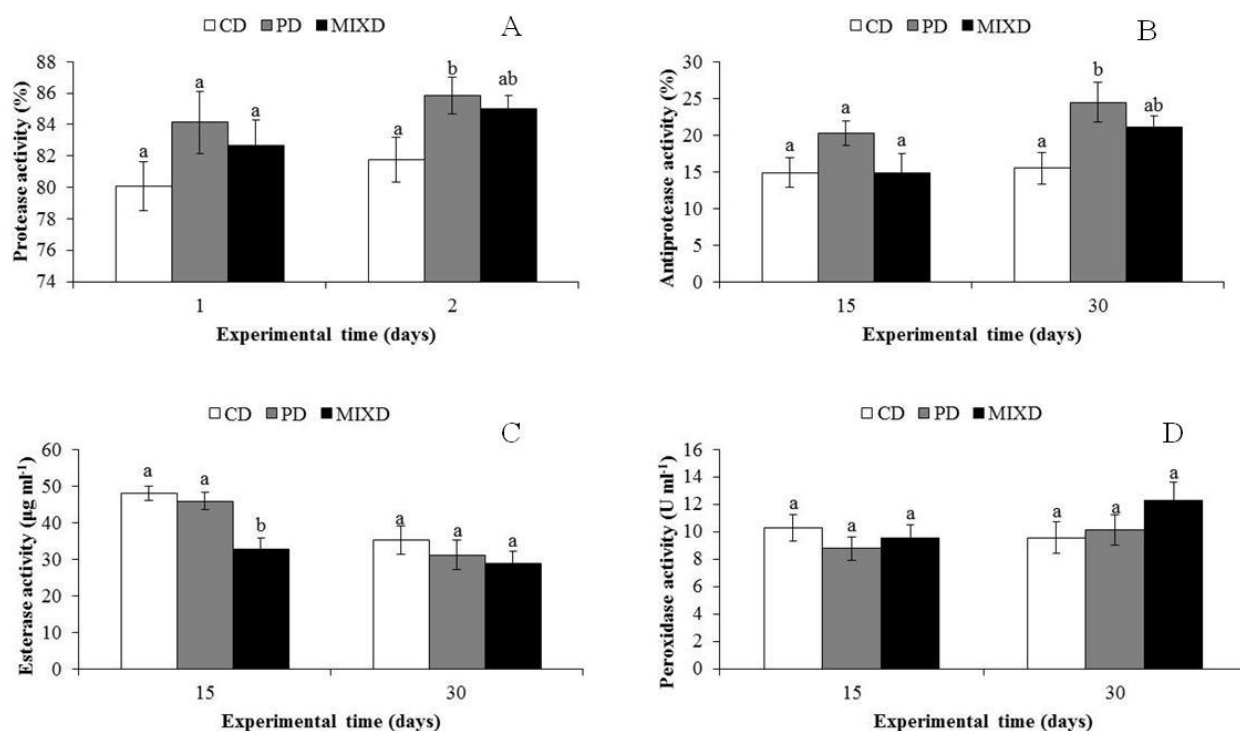 CD PD MIXD
A
Protease activity (%)
88
86
84
82
80
78
76
74
a
a
a
a
b
ab
1
2
Experimental time (days)
CD PD MIXD
B
Antiprotease activity (%)
30
25
20
15
10
5
0
a
a
a
a
b
ab
15
30
Experimental time (days)
CD PD MIXD
C
Esterase activity (µg ml-1)
60
50
40
30
20
10
0
a
a
b
a
a
a
15
30
Experimental time (days)
CD PD MIXD
D
Peroxidase activity (U ml-1)
16
14
12
10
8
6
4
2
0
a
a
a
a
a
a
15
30
Experimental time (days)